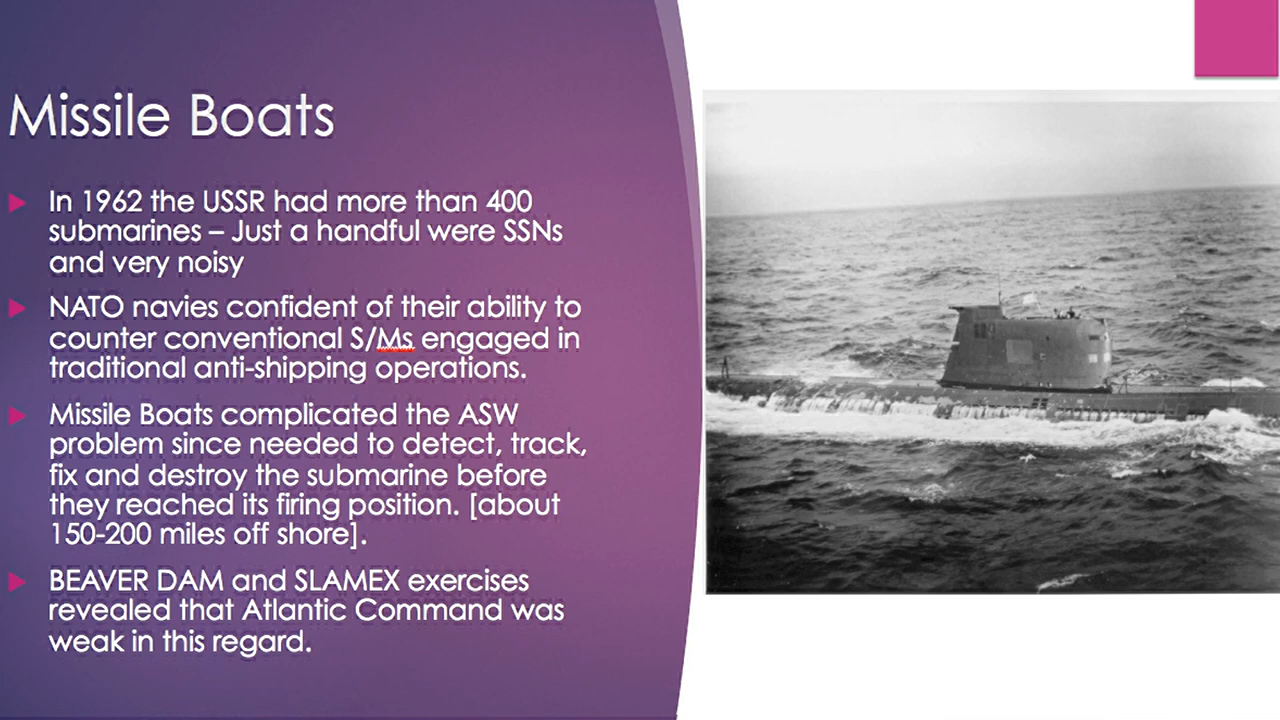 Missile Boats
In 1962 the USSR had more than 400
submarines – Just a handful were SSNs
and very noisy
NATO navies confident of their ability to
counter conventional S/Ms engaged in
traditional anti-shipping operations.
Missile Boats complicated the ASW
problem since needed to detect, track,
fix and destroy the submarine before
they reached its firing position. [about
150-200 miles off shore].
BEAVER DAM and SLAMEX exercises
revealed that Atlantic Command was
weak in this regard.